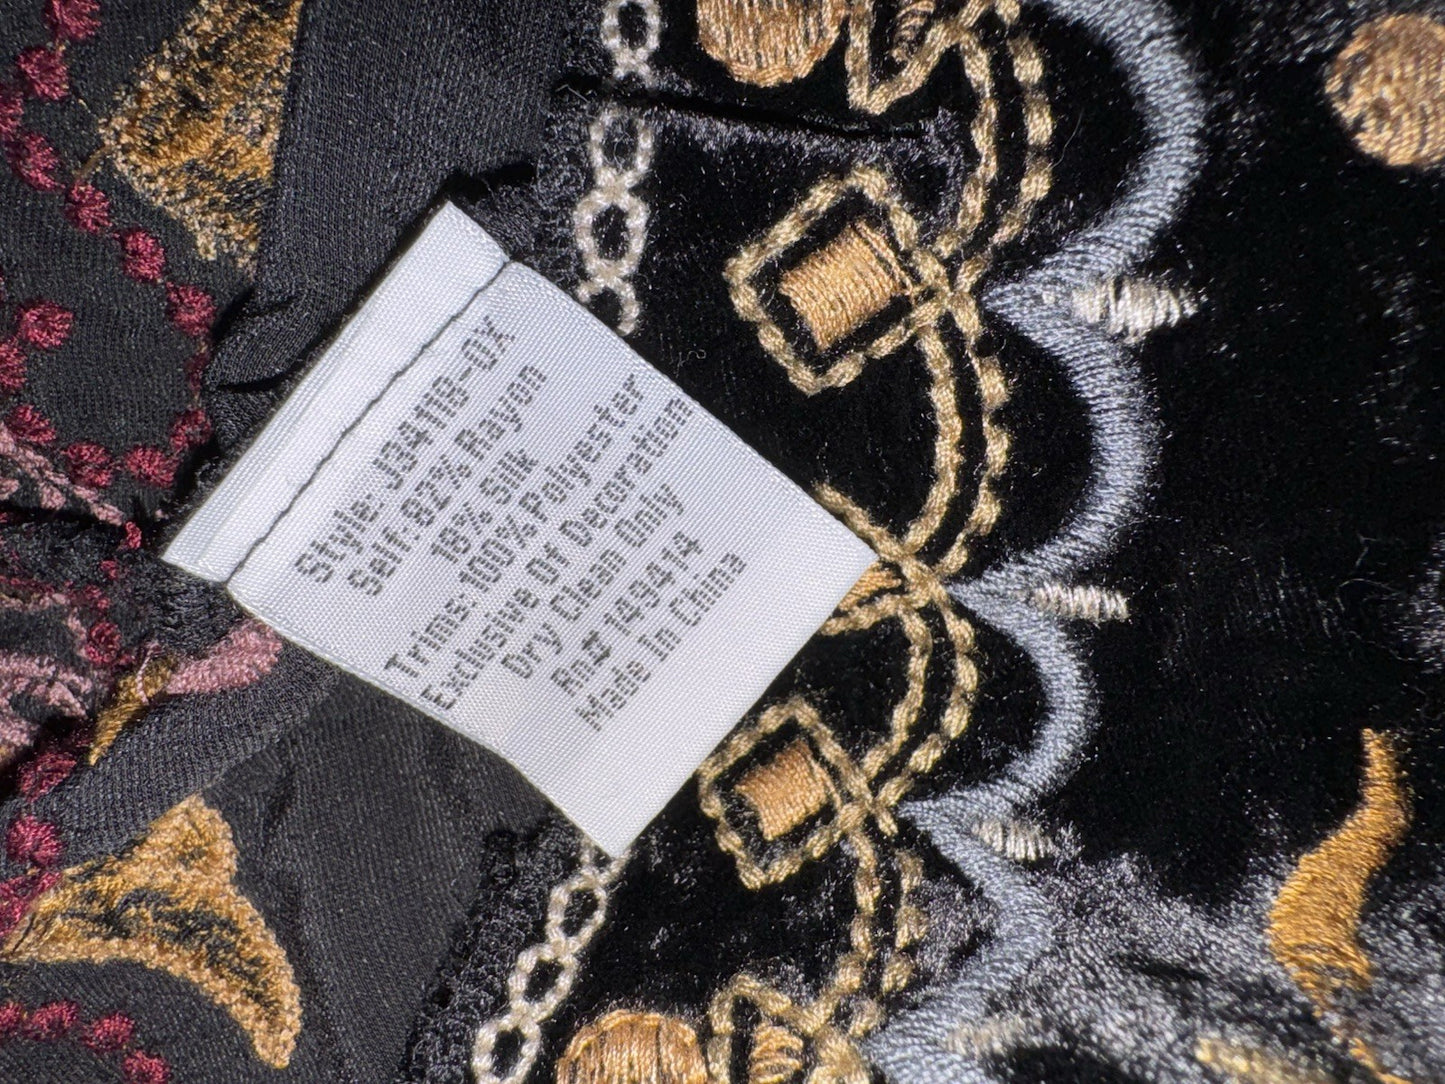 Style: J34119-OX
Self: 82% Rayon
18% Silk
Trims: 100% Polyester
Exclusive Of Decoration
Dry Clean Only
Rn# 149414
Made In China